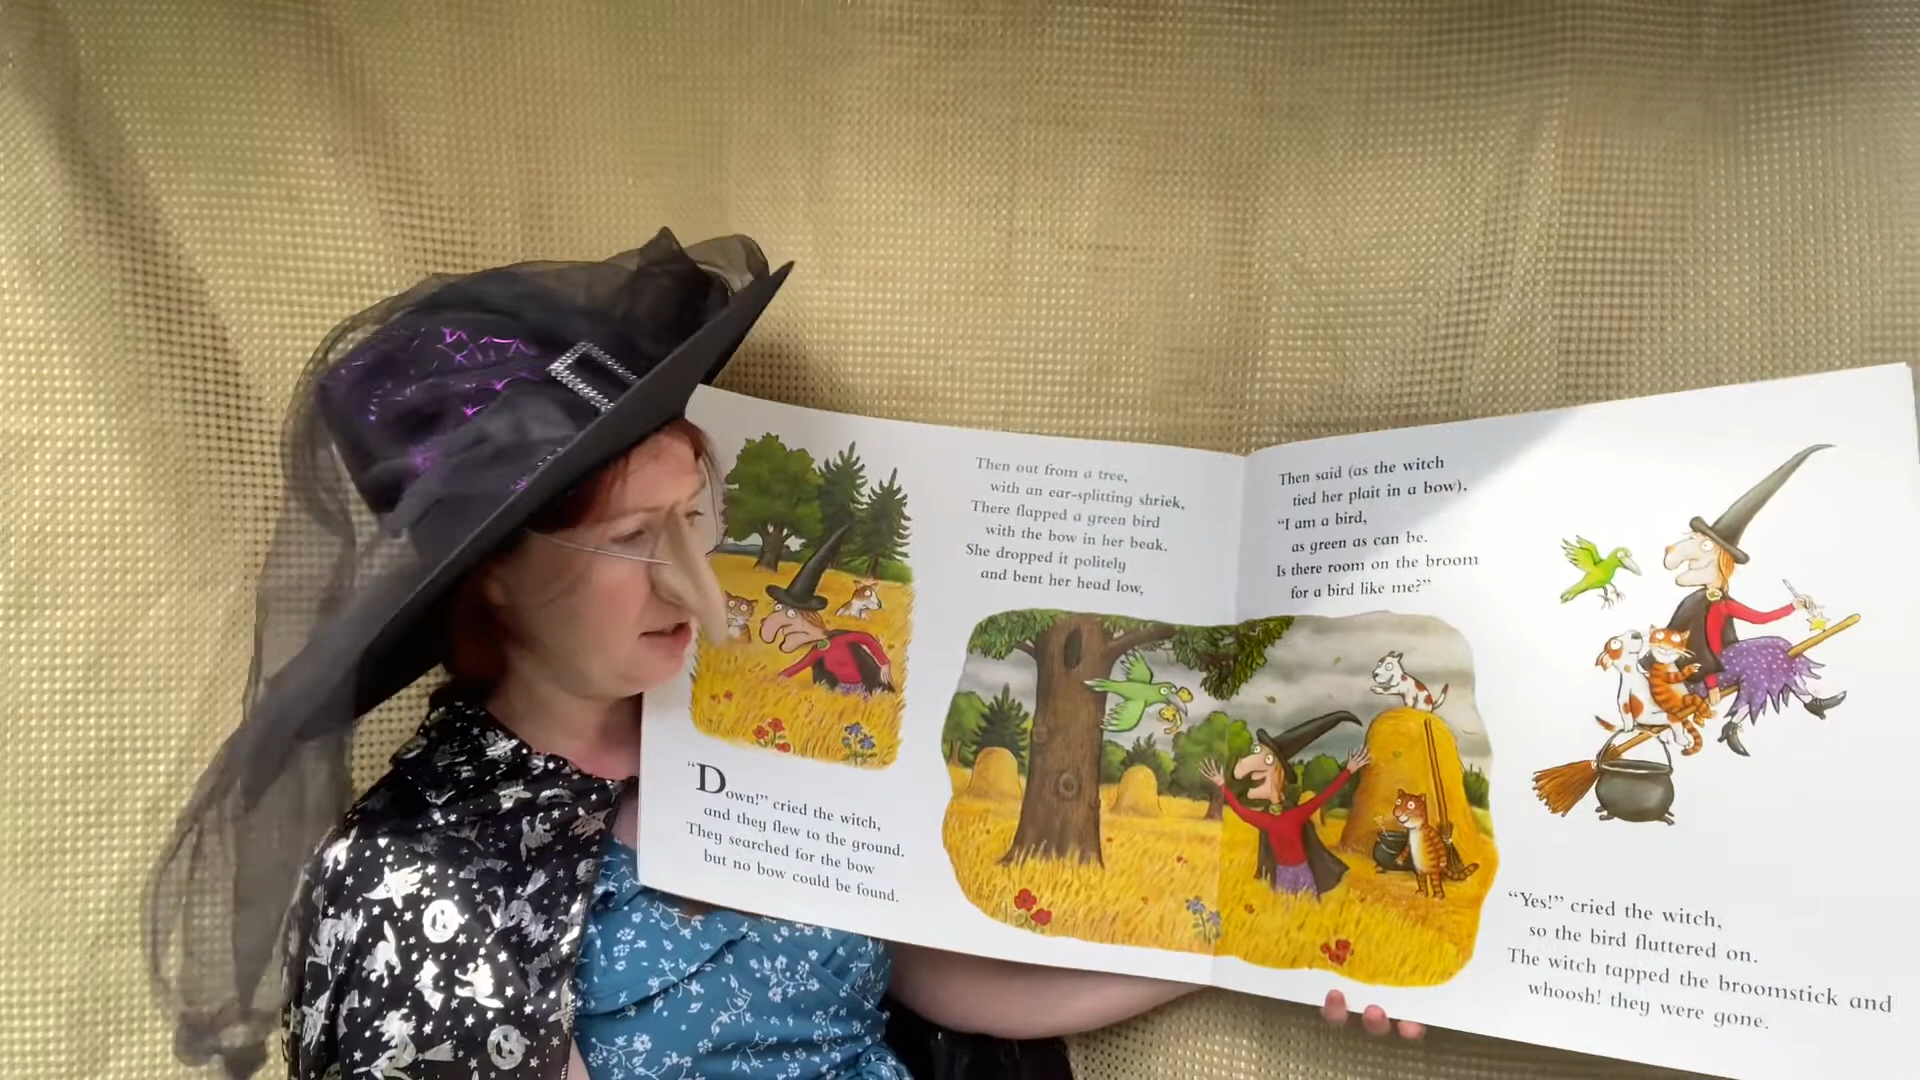 “Down!” cried the witch,
and they flew to the ground.
They searched for the bow
but no bow could be found.
Then out from a tree,
with an ear-splitting shriek,
There flapped a green bird
with the bow in her beak.
She dropped it politely
and bent her head low,
Then said (as the witch
tied her plait in a bow),
“I am a bird,
as green as can be.
Is there room on the broom
for a bird like me?”
“Yes!” cried the witch,
so the bird fluttered on.
The witch tapped the broomstick and
whoosh! they were gone.